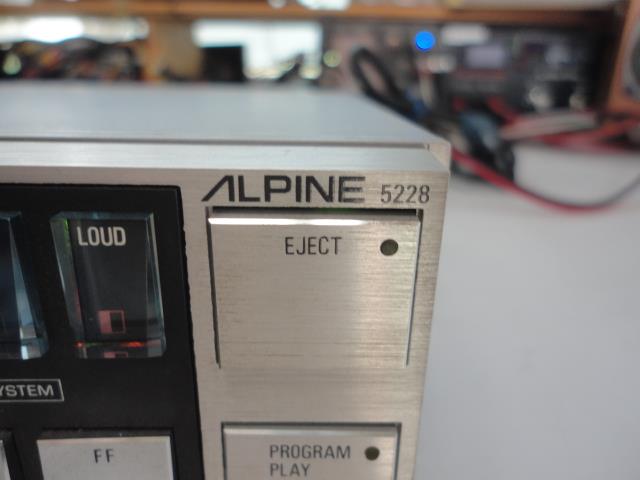 ALPINE 5228
LOUD
EJECT
YSTEM
FF
PROGRAM
PLAY